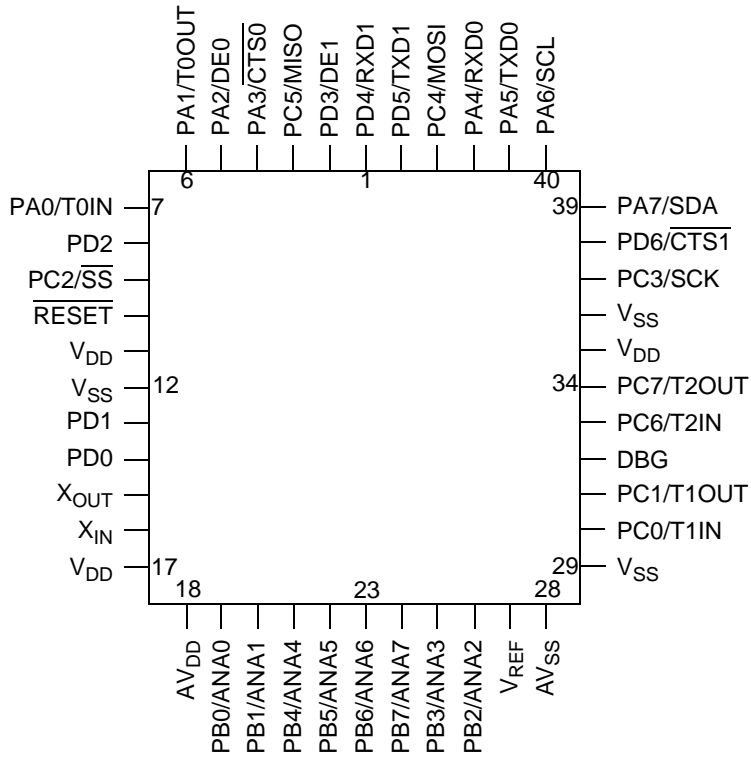 PA1/T0OUT
PA2/DE0
PA3/CTS0
PC5/MISO
PD3/DE1
PD4/RXD1
PD5/TXD1
PC4/MOSI
PA4/RXD0
PA5/TXD0
PA6/SCL
6
1
40
PA0/T0IN
7
PD2
PC2/SS
RESET
VDD
VSS
12
PD1
PD0
XOUT
XIN
VDD
17
39
PA7/SDA
PD6/CTS1
PC3/SCK
VSS
VDD
34
PC7/T2OUT
PC6/T2IN
DBG
PC1/T1OUT
PC0/T1IN
29
VSS
18
23
28
AVDD
PB0/ANA0
PB1/ANA1
PB4/ANA4
PB5/ANA5
PB6/ANA6
PB7/ANA7
PB3/ANA3
PB2/ANA2
VREF
AVSS